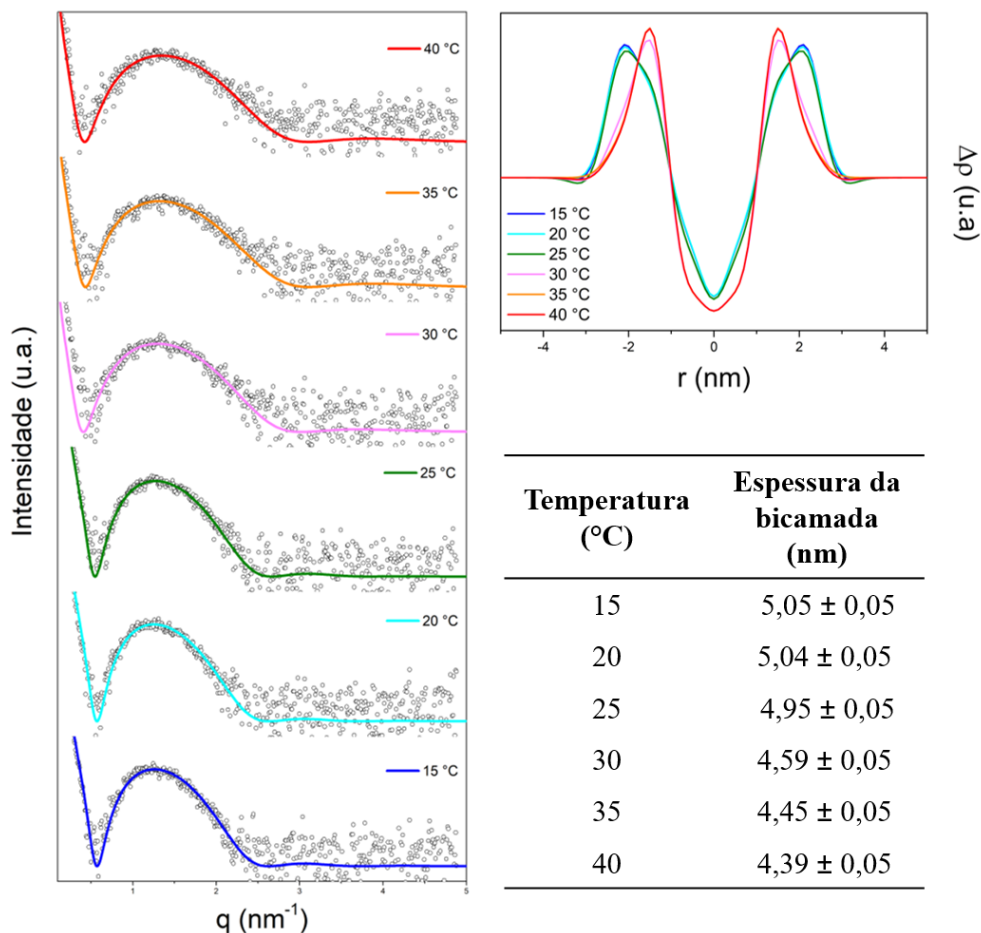 Intensidade (u.a.)
40 °C
35 °C
30 °C
25 °C
20 °C
15 °C
1 2 3 4 5
q (nm⁻¹)
15 °C
20 °C
25 °C
30 °C
35 °C
40 °C
-4 -2 0 2 4
r (nm)
Δρ (u.a)
Temperatura
(°C)
Espessura da
bicamada
(nm)
15 5,05 ± 0,05
20 5,04 ± 0,05
25 4,95 ± 0,05
30 4,59 ± 0,05
35 4,45 ± 0,05
40 4,39 ± 0,05